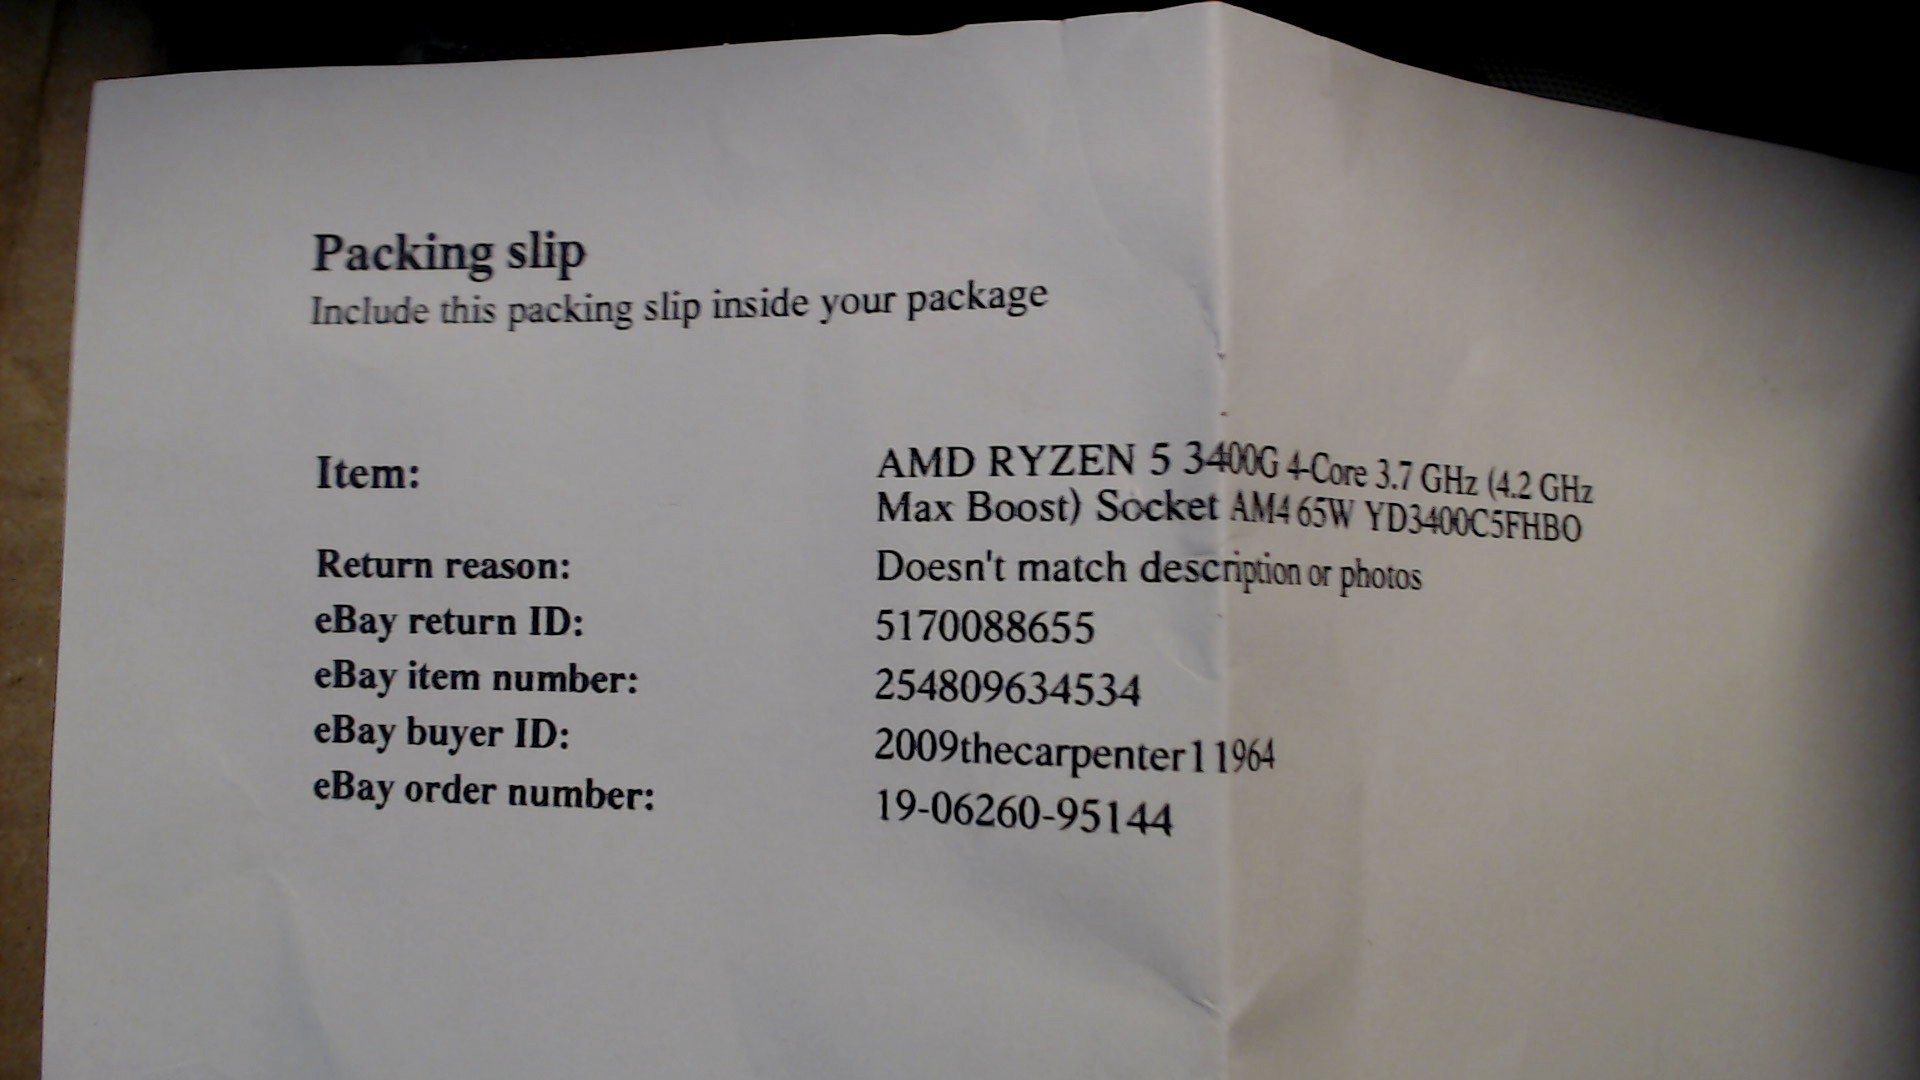 Packing slip
Include this packing slip inside your package
Item: AMD RYZEN 5 3400G 4-Core 3.7 GHz (4.2 GHz
Max Boost) Socket AM4 65W YD3400C5FHBO
Return reason: Doesn't match description or photos
eBay return ID: 5170088655
eBay item number: 254809634534
eBay buyer ID: 2009thecarpenter11964
eBay order number: 19-06260-95144